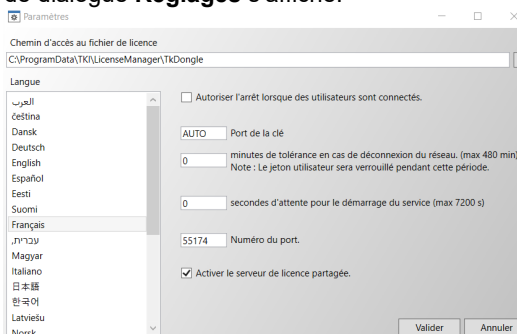 de dialogue Réglages s'affiche.
Paramètres
Chemin d'accès au fichier de licence
C:\ProgramData\TKI\LicenseManager\TkDongle
Langue
العرب
čeština
Dansk
Deutsch
English
Español
Eesti
Suomi
Français
עברית,
Magyar
Italiano
日本語
한국어
Latviešu
Norsk
Autoriser l'arrêt lorsque des utilisateurs sont connectés.
AUTO Port de la clé
0 minutes de tolérance en cas de déconnexion du réseau. (max 480 min)
Note : Le jeton utilisateur sera verrouillé pendant cette période.
0 secondes d'attente pour le démarrage du service (max 7200 s)
55174 Numéro du port.
Activer le serveur de licence partagée.
Valider Annuler